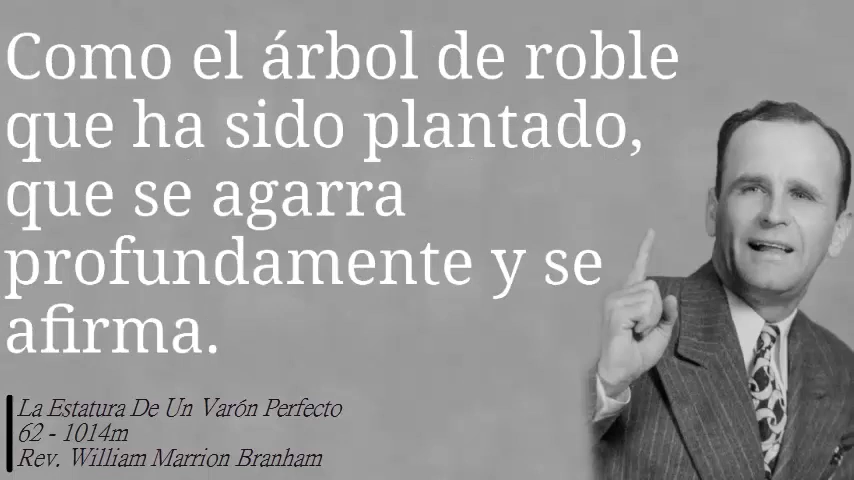 Como el árbol de roble
que ha sido plantado,
que se agarra
profundamente y se
afirma.
La Estatura De Un Varón Perfecto
62 - 1014m
Rev. William Marrion Branham